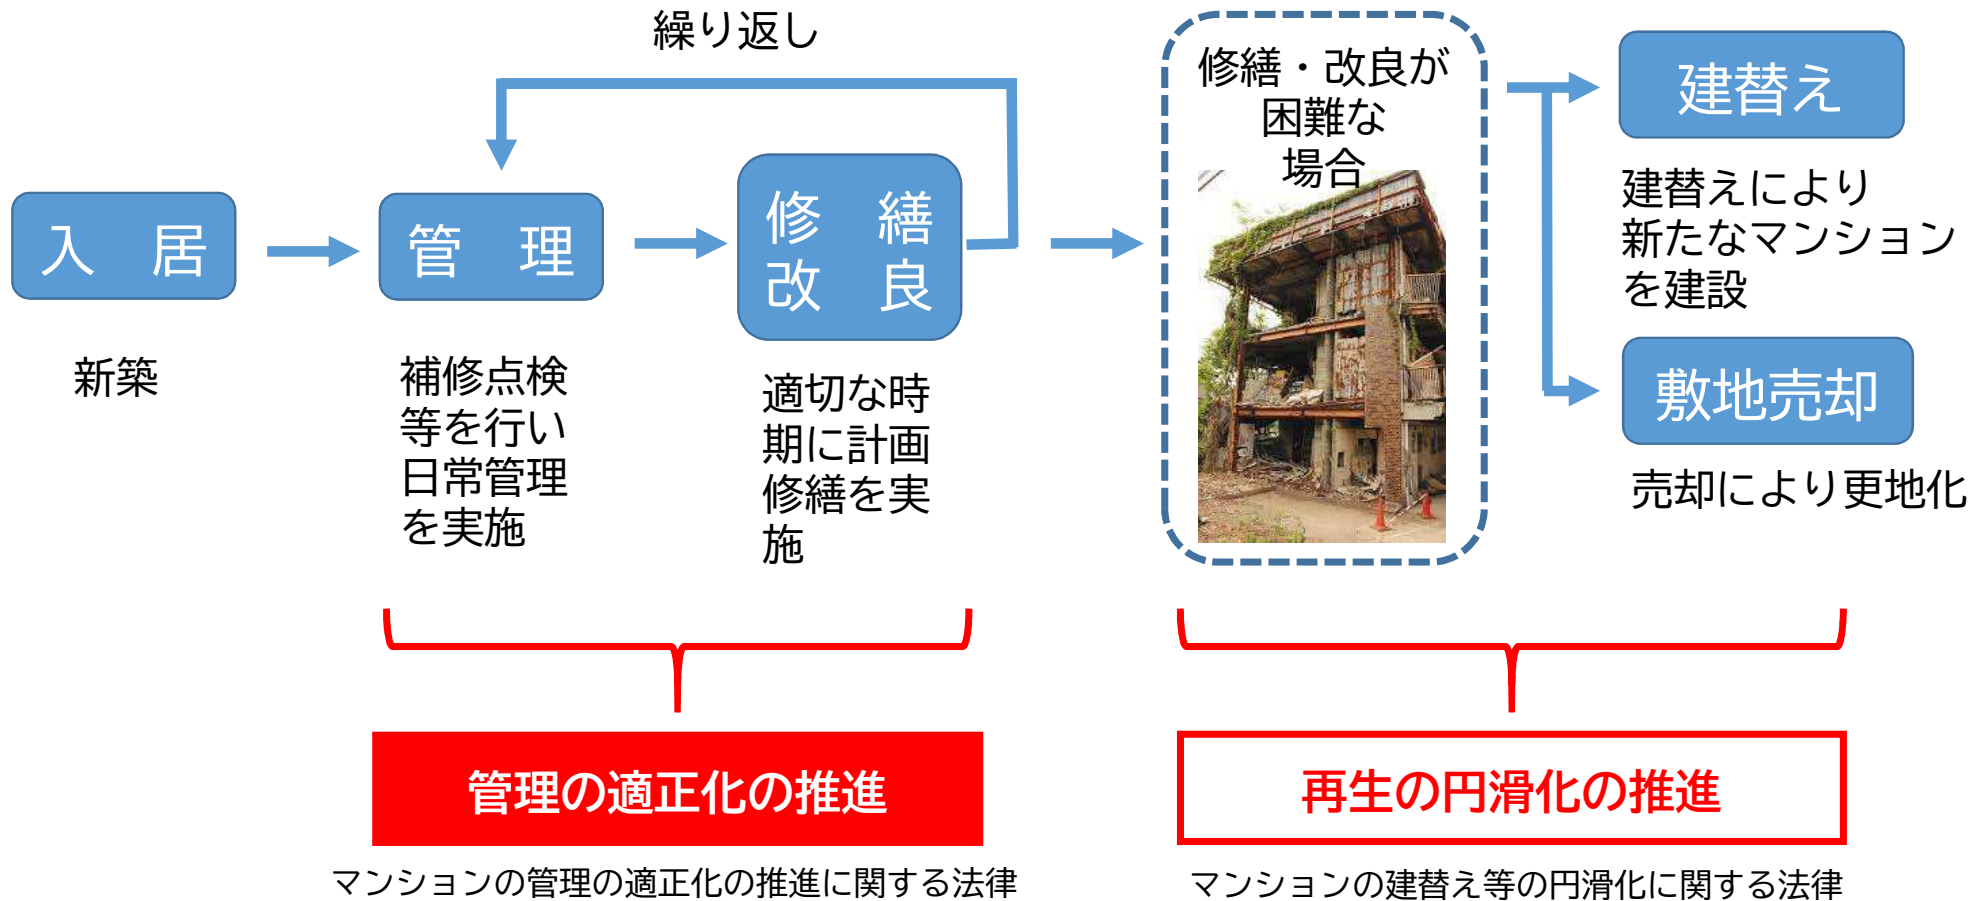 繰り返し
入　居
新築
管　理
補修点検
等を行い
日常管理
を実施
修　繕
改　良
適切な時
期に計画
修繕を実
施
修繕・改良が
困難な
場合
建替え
建替えにより
新たなマンション
を建設
敷地売却
売却により更地化
管理の適正化の推進
マンションの管理の適正化の推進に関する法律
再生の円滑化の推進
マンションの建替え等の円滑化に関する法律